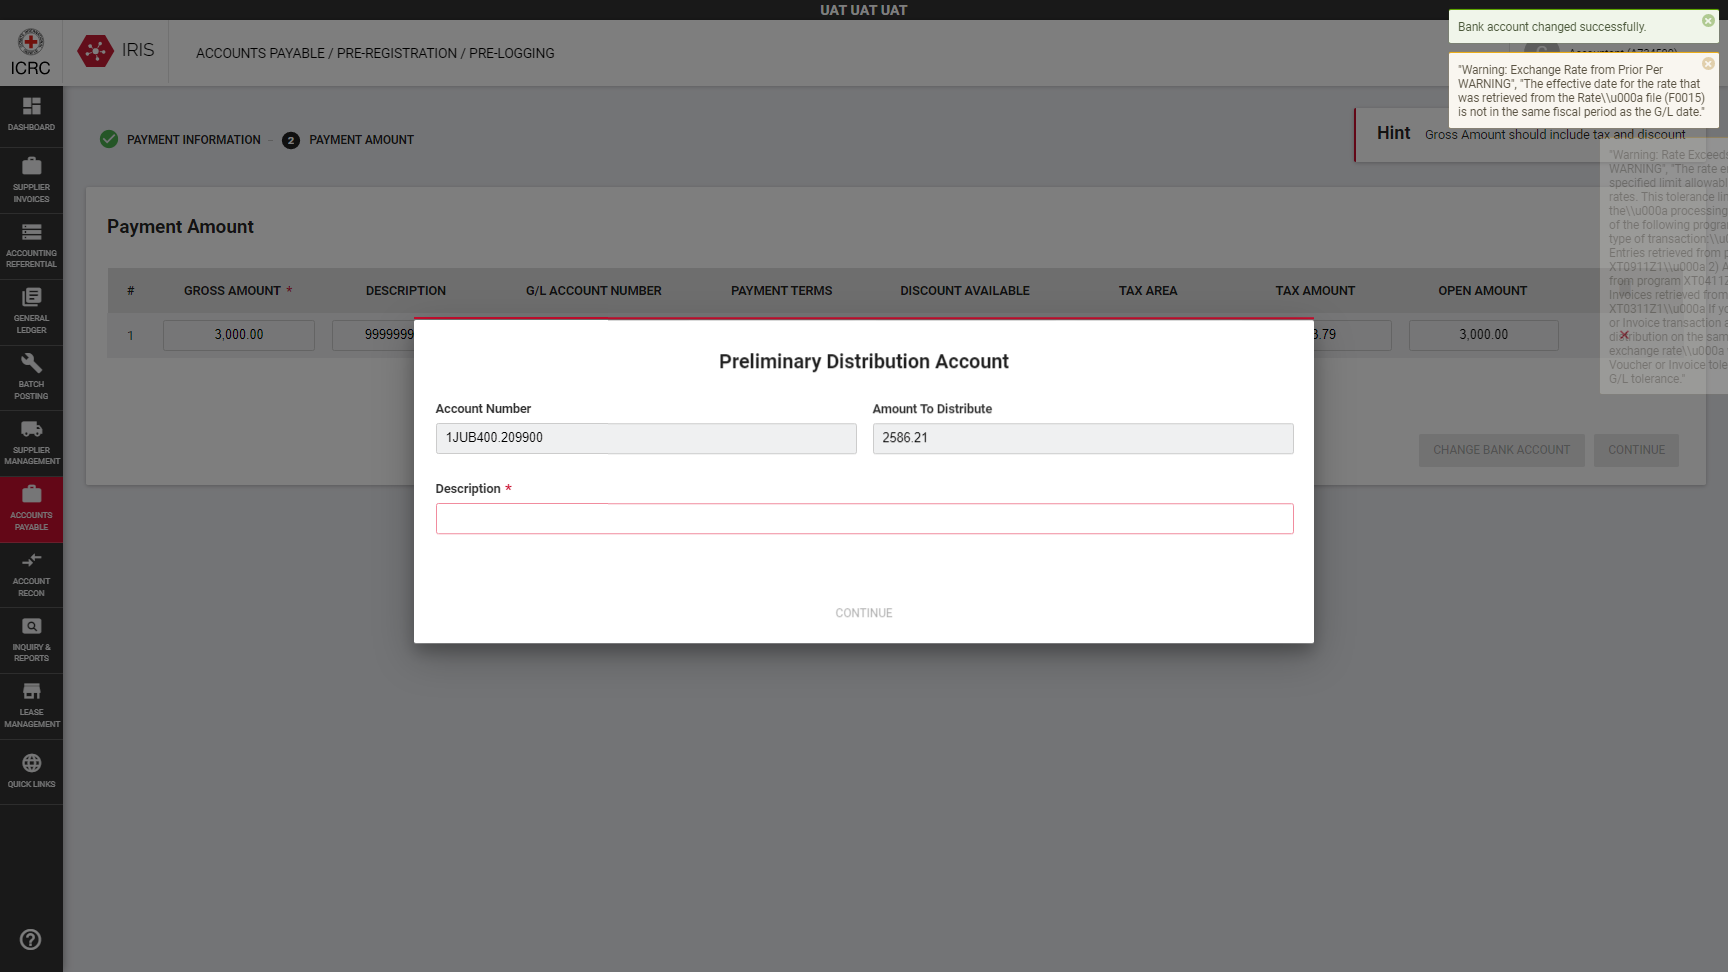 UAT UAT UAT
ICRC
IRIS
ACCOUNTS PAYABLE / PRE-REGISTRATION / PRE-LOGGING
Bank account changed successfully.
"Warning: Exchange Rate from Prior Per
WARNING", "The effective date for the rate that
was retrieved from the Rate\\u000a file (F0015)
is not in the same fiscal period as the G/L date."
DASHBOARD
SUPPLIER
INVOICES
ACCOUNTING
REFERENTIAL
GENERAL
LEDGER
BATCH
POSTING
SUPPLIER
MANAGEMENT
ACCOUNTS
PAYABLE
ACCOUNT
RECON
INQUIRY &
REPORTS
LEASE
MANAGEMENT
QUICK LINKS
PAYMENT INFORMATION
2 PAYMENT AMOUNT
Hint Gross Amount should include tax and discount
"Warning: Rate Exceeds
WARNING", "The rate
specified limit
rates. This tolerance
the\\u000a processing
of the following
type of transaction:
Entries retrieved from
XT0911Z1\\u000a 2)
from program
Invoices retrieved from
XT0311Z1\\u000a If
or Invoice transaction
distribution on the
exchange rate\\u000a
Voucher or Invoice
G/L tolerance."
Payment Amount
# GROSS AMOUNT * DESCRIPTION G/L ACCOUNT NUMBER PAYMENT TERMS DISCOUNT AVAILABLE TAX AREA TAX AMOUNT OPEN AMOUNT
1 3,000.00 9999999 3.79 3,000.00
CHANGE BANK ACCOUNT CONTINUE
Preliminary Distribution Account
Account Number Amount To Distribute
1JUB400.209900 2586.21
Description *
CONTINUE